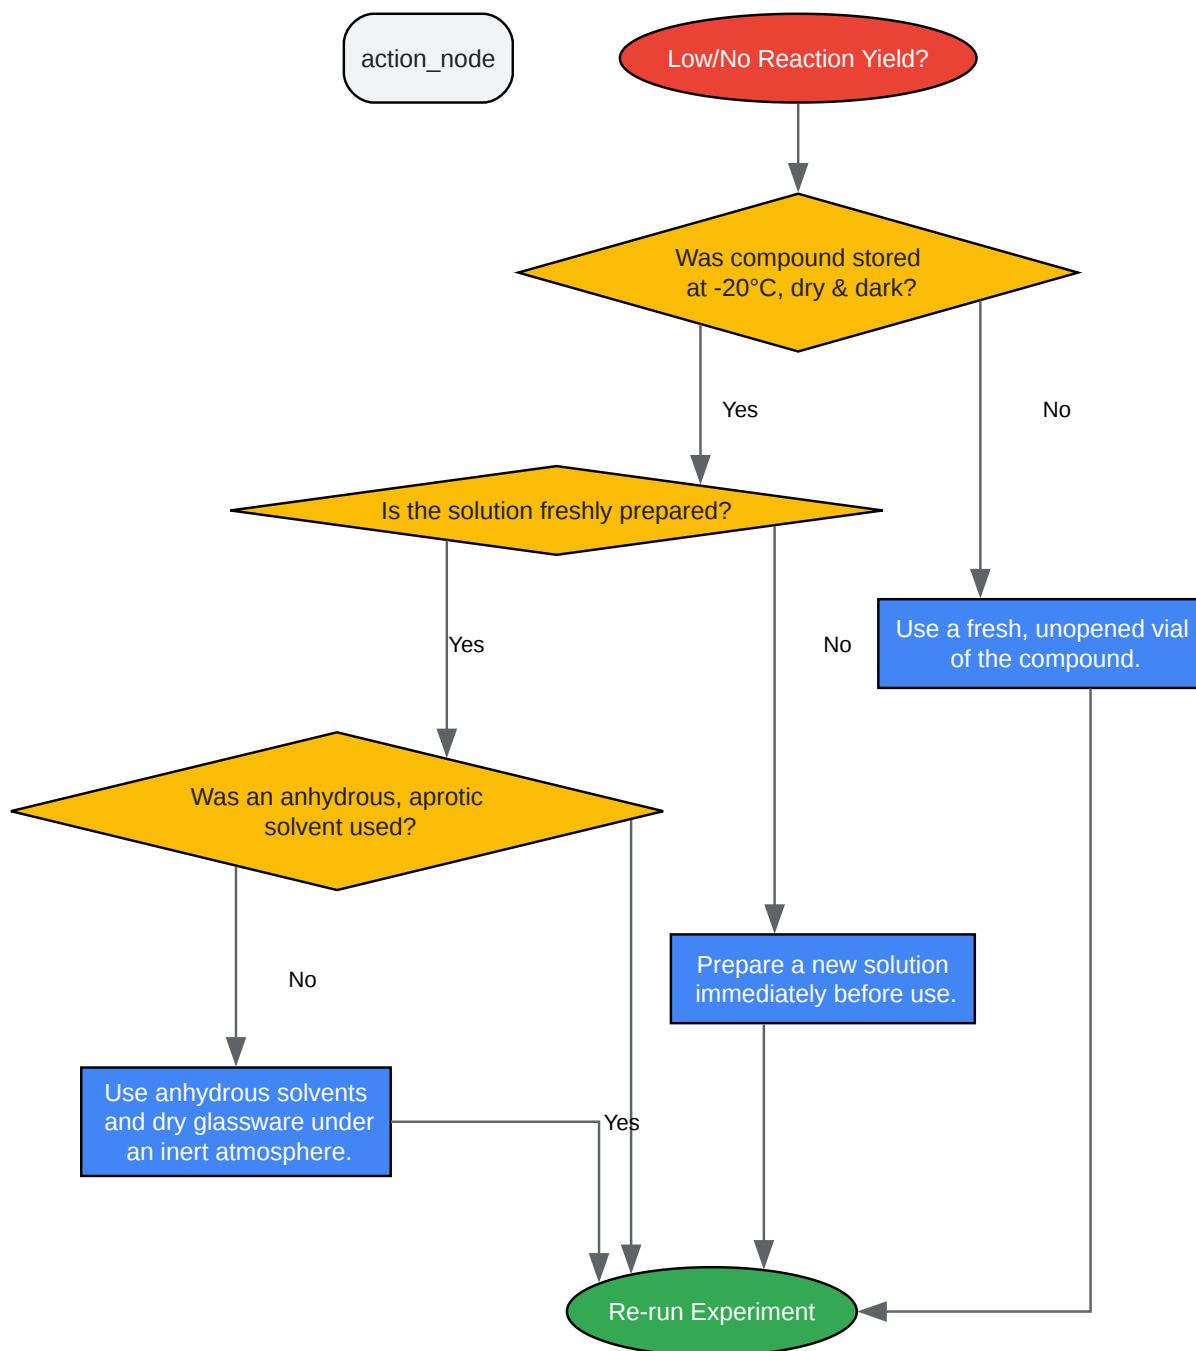 action_node
Low/No Reaction Yield?
Was compound stored
at -20°C, dry & dark?
Yes
No
Is the solution freshly prepared?
Use a fresh, unopened vial
of the compound.
Yes
No
Was an anhydrous, aprotic
solvent used?
Prepare a new solution
immediately before use.
No
Use anhydrous solvents
and dry glassware under
an inert atmosphere.
Yes
Re-run Experiment